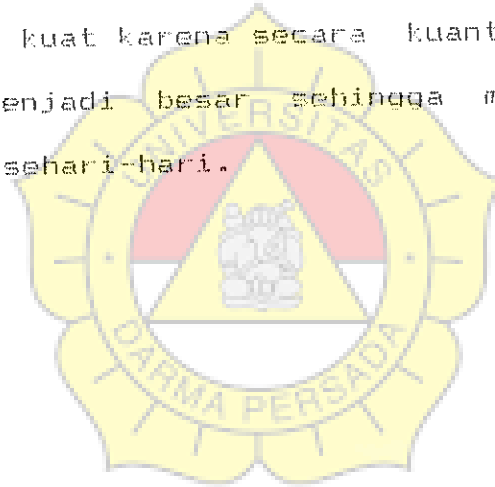 kuat karena secara kuant
enjadi besar sehingga m
sehari-hari.
UNIVERSITAS
DARMA PERSADA